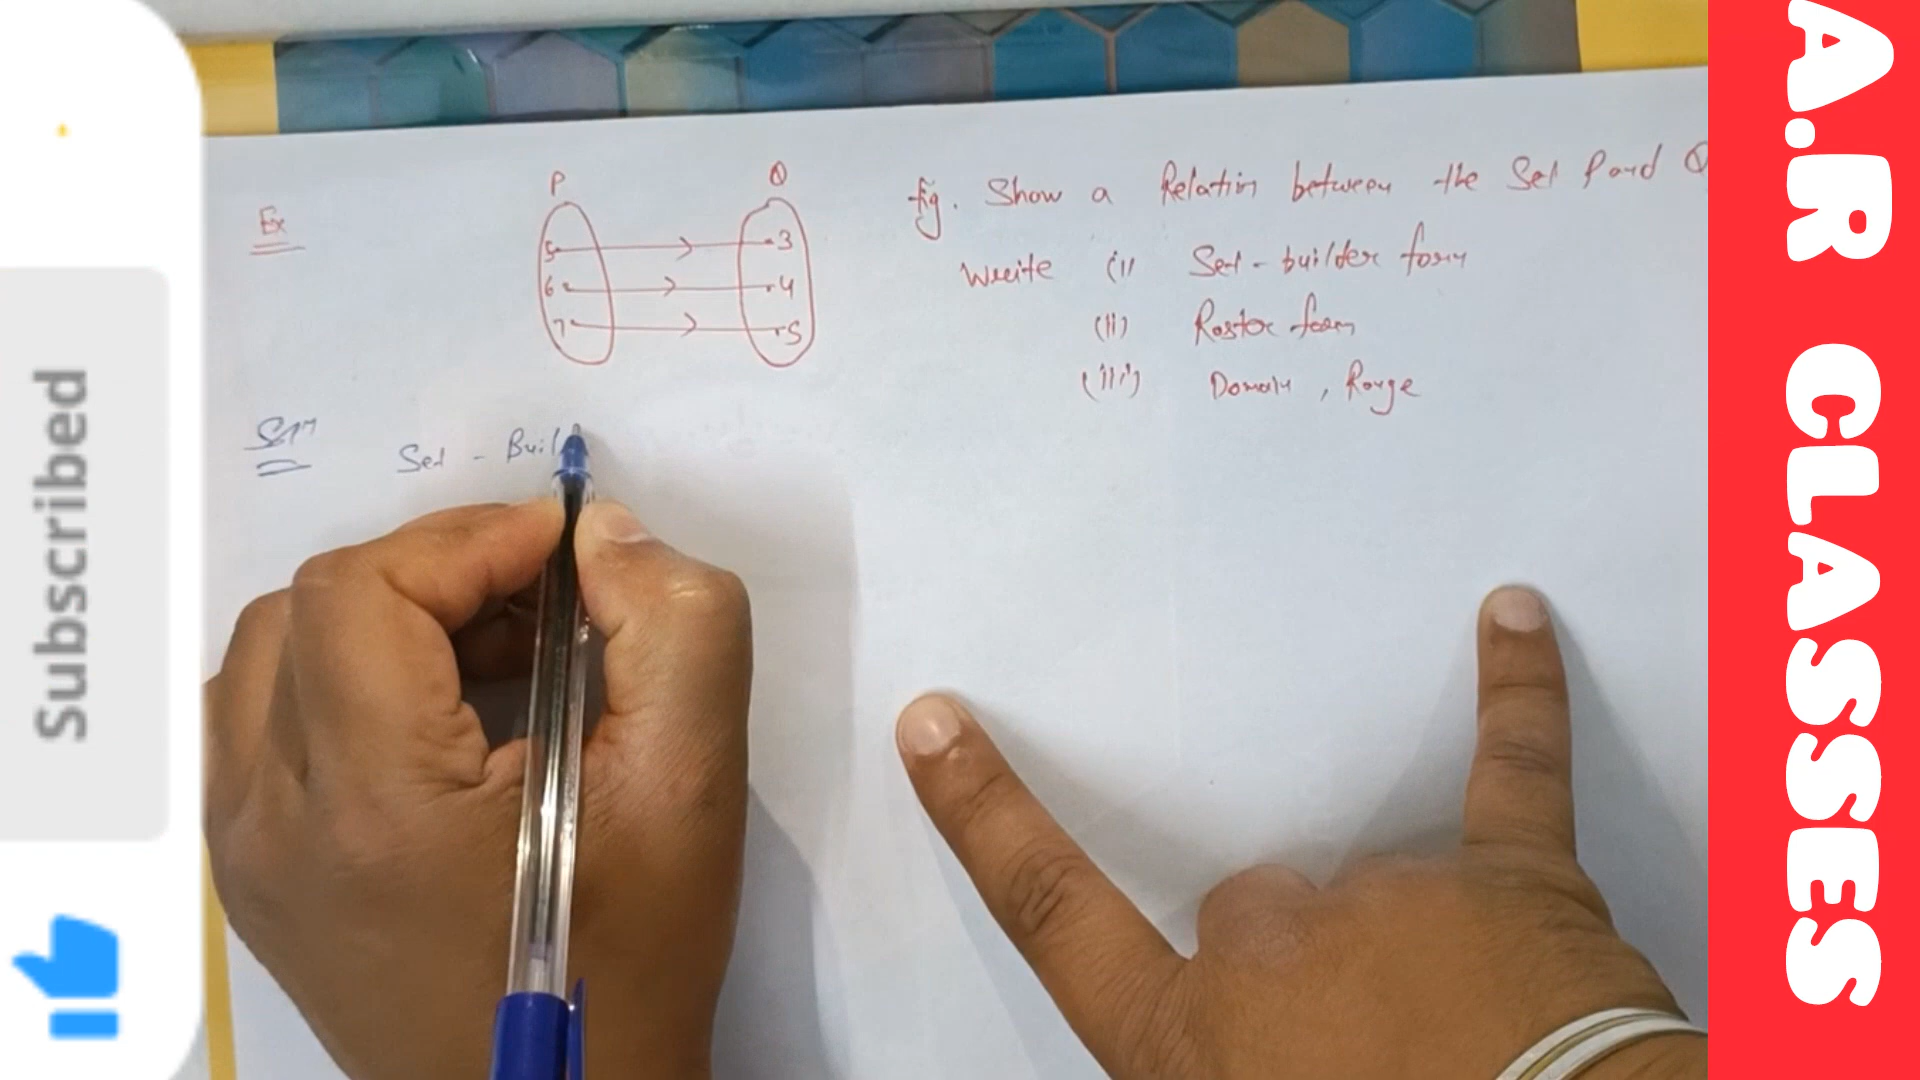 Ex
P Q
5 3
6 4
7 5
fig. Show a Relation between the Set P and Q
Write (i) Set-builder form
(ii) Roster form
(iii) Domain, Range
Soln Set - Buil
Subscribed
A.R CLASSES